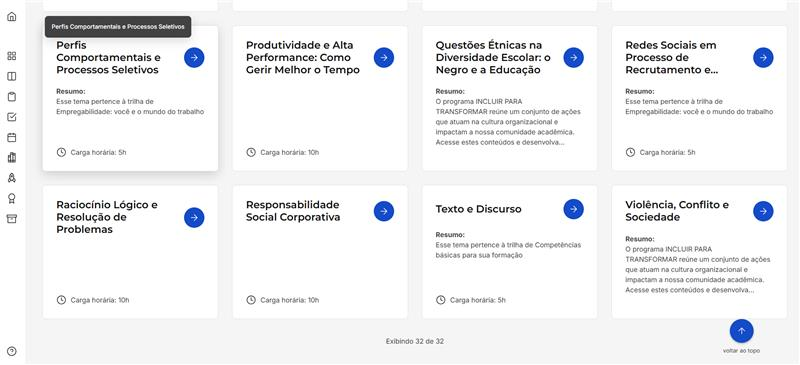 Perfis Comportamentais e Processos Seletivos
Perfis
Comportamentais e
Processos Seletivos
Resumo:
Esse tema pertence à trilha de
Empregabilidade: você e o mundo do trabalho
Carga horária: 5h
Produtividade e Alta
Performance: Como
Gerir Melhor o Tempo
Carga horária: 10h
Questões Étnicas na
Diversidade Escolar: o
Negro e a Educação
Resumo:
O programa INCLUIR PARA
TRANSFORMAR reúne um conjunto de ações
que atuam na cultura organizacional e
impactam a nossa comunidade acadêmica.
Acesse estes conteúdos e desenvolva...
Redes Sociais em
Processo de
Recrutamento e...
Resumo:
Esse tema pertence à trilha de
Empregabilidade: você e o mundo do trabalho
Carga horária: 5h
Raciocínio Lógico e
Resolução de
Problemas
Carga horária: 10h
Responsabilidade
Social Corporativa
Carga horária: 10h
Texto e Discurso
Resumo:
Esse tema pertence à trilha de Competências
básicas para sua formação
Carga horária: 5h
Violência, Conflito e
Sociedade
Resumo:
O programa INCLUIR PARA
TRANSFORMAR reúne um conjunto de ações
que atuam na cultura organizacional e
impactam a nossa comunidade acadêmica.
Acesse estes conteúdos e desenvolva...
Exibindo 32 de 32
voltar ao topo